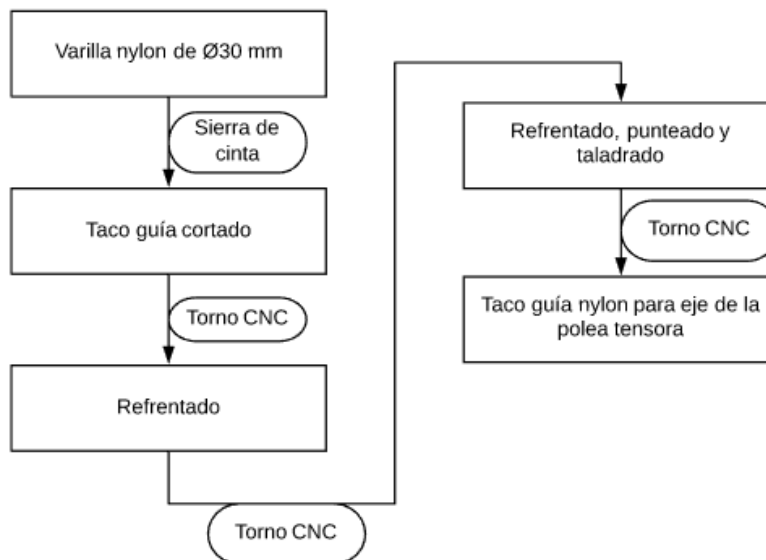 Varilla nylon de Ø30 mm
Sierra de
cinta
Taco guía cortado
Torno CNC
Refrentado
Torno CNC
Refrentado, punteado y
taladrado
Torno CNC
Taco guía nylon para eje de la
polea tensora